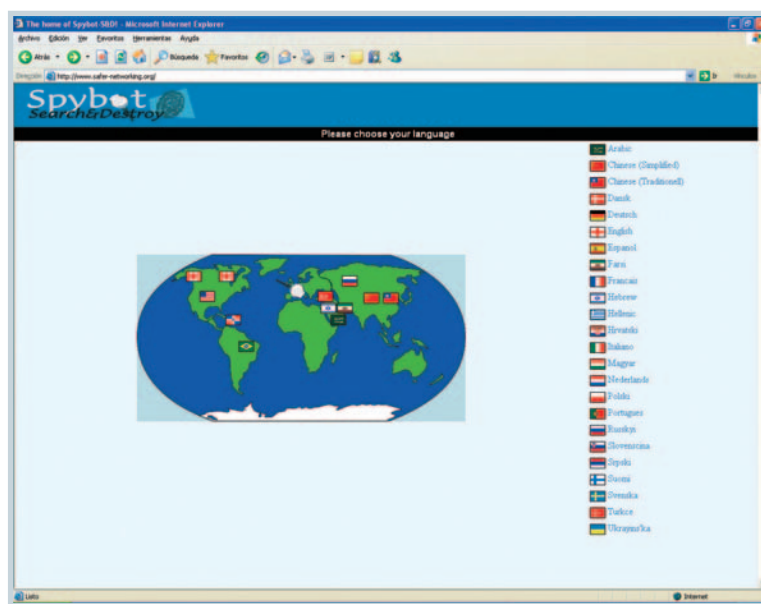 The home of Spybot S&D! - Microsoft Internet Explorer
Archivo Edición Ver Favoritos Herramientas Ayuda
Atrás Búsqueda Favoritos
Dirección http://www.safer-networking.org/ Ir Vínculos
Spybot
Search&Destroy
Please choose your language
Arabic
Chinese (Simplified)
Chinese (Traditionell)
Dansk
Deutsch
English
Espanol
Farsi
Francais
Hebrew
Hellenic
Hrvatski
Italiano
Magyar
Nederlands
Polski
Portugues
Russkyi
Slovenscina
Srpski
Suomi
Svenska
Turkce
Ukrayins'ka
Listo Internet